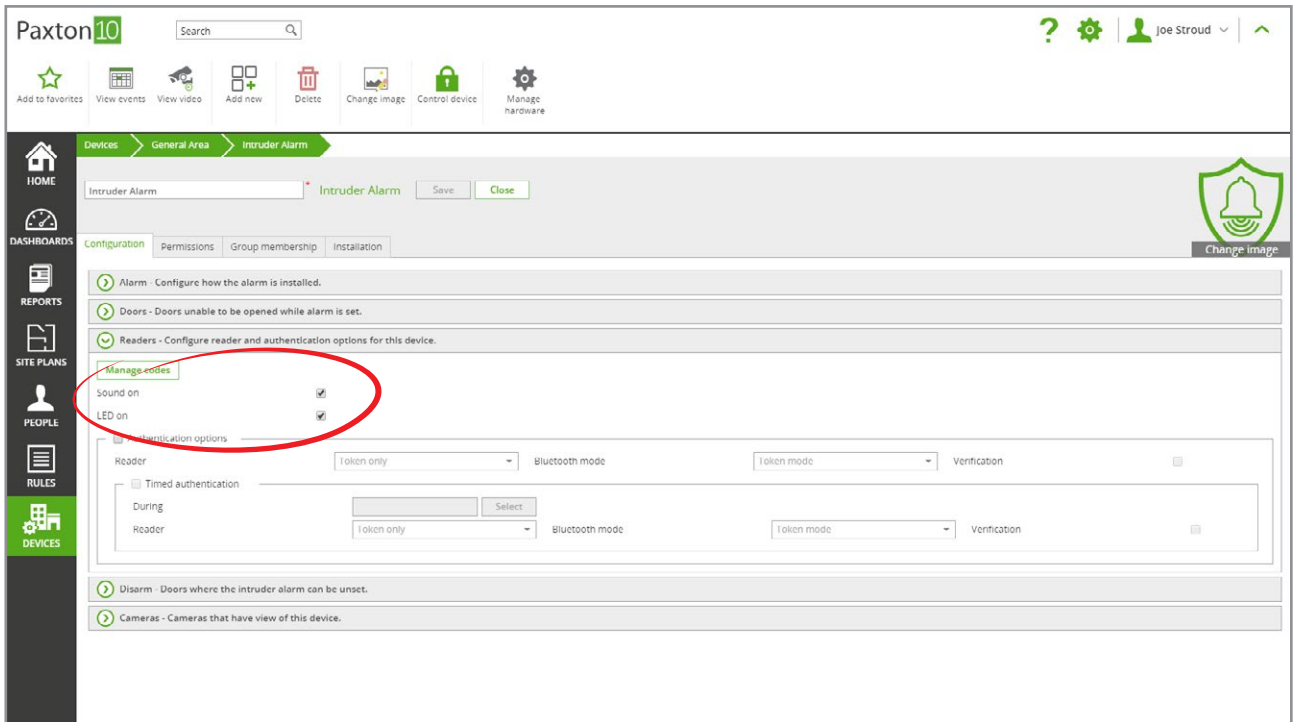 Paxton10
Search
Joe Stroud
Add to favorites View events View video Add new Delete Change image Control device Manage hardware
HOME
DASHBOARDS
REPORTS
SITE PLANS
PEOPLE
RULES
DEVICES
Devices General Area Intruder Alarm
Intruder Alarm * Intruder Alarm Save Close
Change image
Configuration Permissions Group membership Installation
Alarm - Configure how the alarm is installed.
Doors - Doors unable to be opened while alarm is set.
Readers - Configure reader and authentication options for this device.
Manage codes
Sound on
LED on
Authentication options
Reader Token only Bluetooth mode Token mode Verification
Timed authentication
During Select
Reader Token only Bluetooth mode Token mode Verification
Disarm - Doors where the intruder alarm can be unset.
Cameras - Cameras that have view of this device.